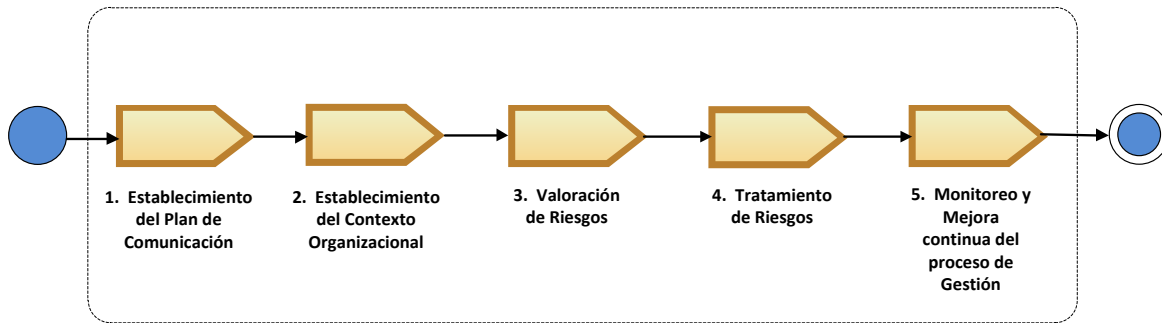 1. Establecimiento
del Plan de
Comunicación
2. Establecimiento
del Contexto
Organizacional
3. Valoración
de Riesgos
4. Tratamiento
de Riesgos
5. Monitoreo y
Mejora
continua del
proceso de
Gestión